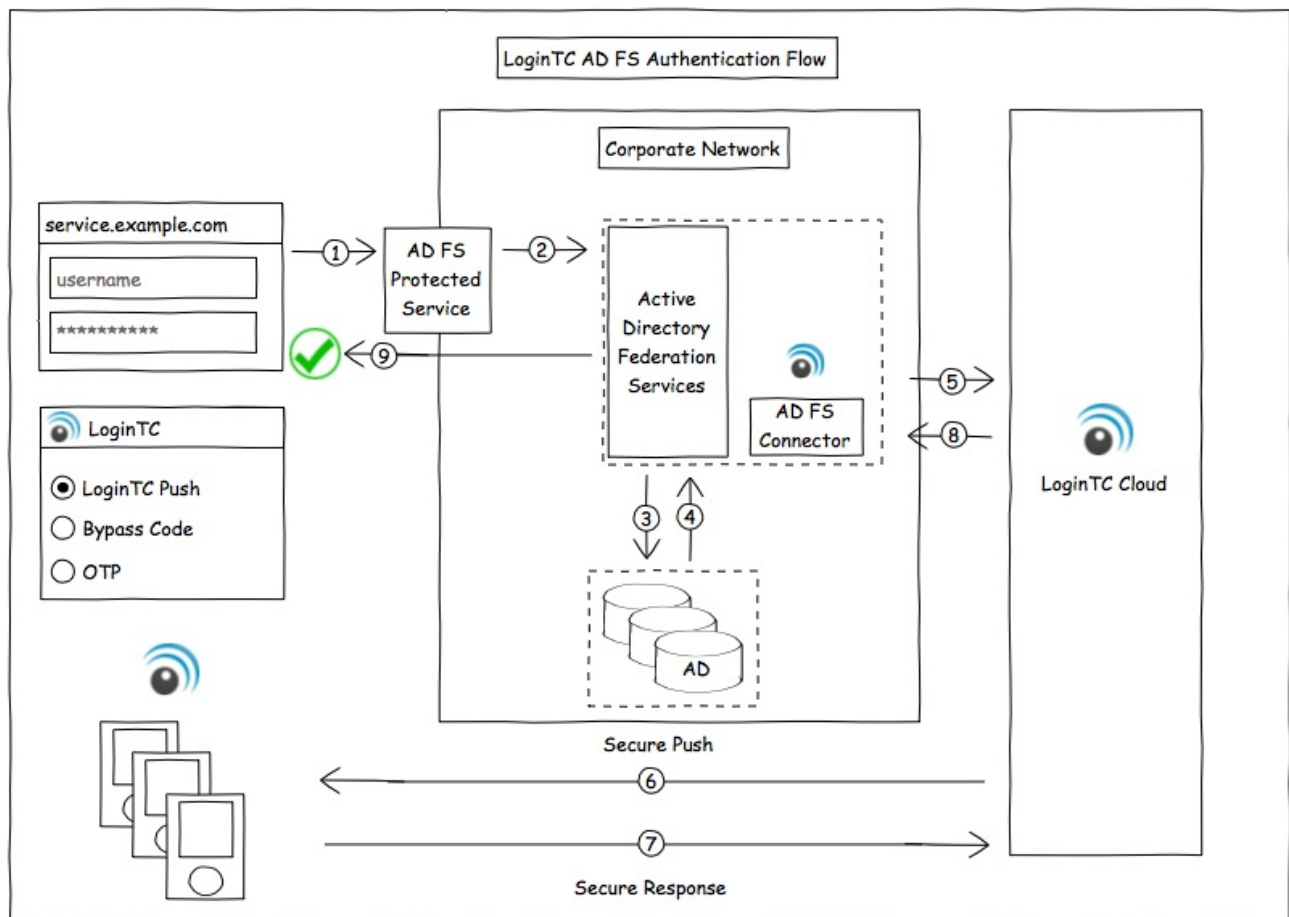 LoginTC AD FS Authentication Flow
Corporate Network
service.example.com
username
**********
1
AD FS
Protected
Service
2
Active
Directory
Federation
Services
9
AD FS
Connector
5
8
LoginTC Cloud
LoginTC
LoginTC Push
Bypass Code
OTP
3
4
AD
Secure Push
6
7
Secure Response